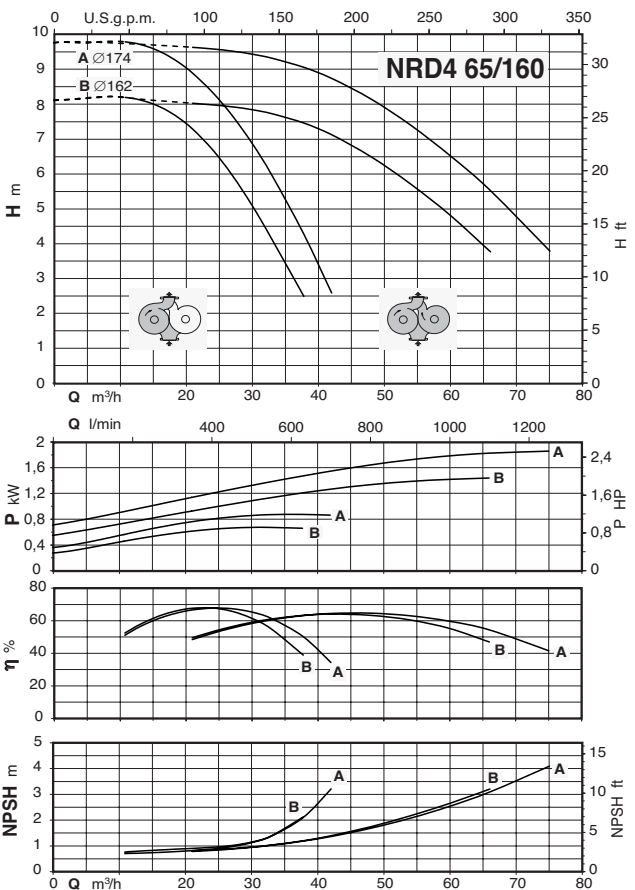 0 U.S.g.p.m. 100 150 200 250 300 350
NRD4 65/160
A Ø174
B Ø162
H m
10
9
8
7
6
5
4
3
2
1
0
H ft
30
25
20
15
10
5
0
Q m³/h 20 30 40 50 60 70 80
Q l/min 400 600 800 1000 1200
P kW
2
1,6
1,2
0,8
0,4
0
P HP
2,4
1,6
0,8
0
A
B
A
B
η %
80
60
40
20
0
B
A
B
A
NPSH m
5
4
3
2
1
0
NPSH ft
15
10
5
0
A
B
B
A
0 Q m³/h 20 30 40 50 60 70 80